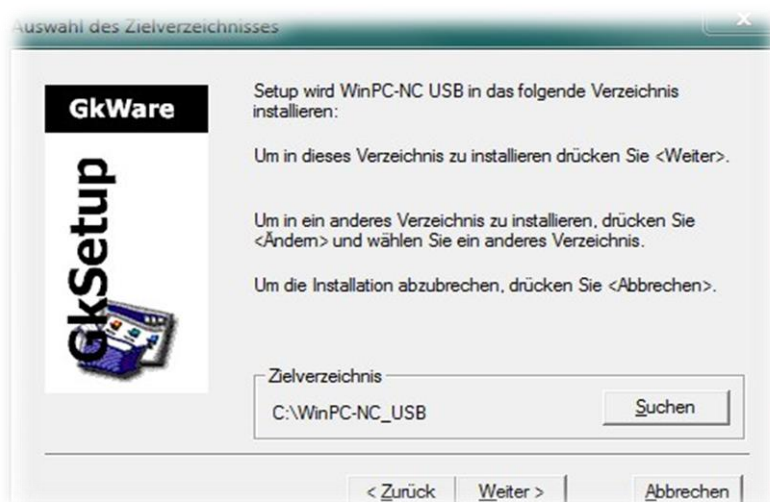 Auswahl des Zielverzeichnisses
GkWare
GkSetup
Setup wird WinPC-NC USB in das folgende Verzeichnis
installieren:
Um in dieses Verzeichnis zu installieren drücken Sie <Weiter>.
Um in ein anderes Verzeichnis zu installieren, drücken Sie
<Ändern> und wählen Sie ein anderes Verzeichnis.
Um die Installation abzubrechen, drücken Sie <Abbrechen>.
Zielverzeichnis
C:\WinPC-NC_USB
Suchen
< Zurück
Weiter >
Abbrechen